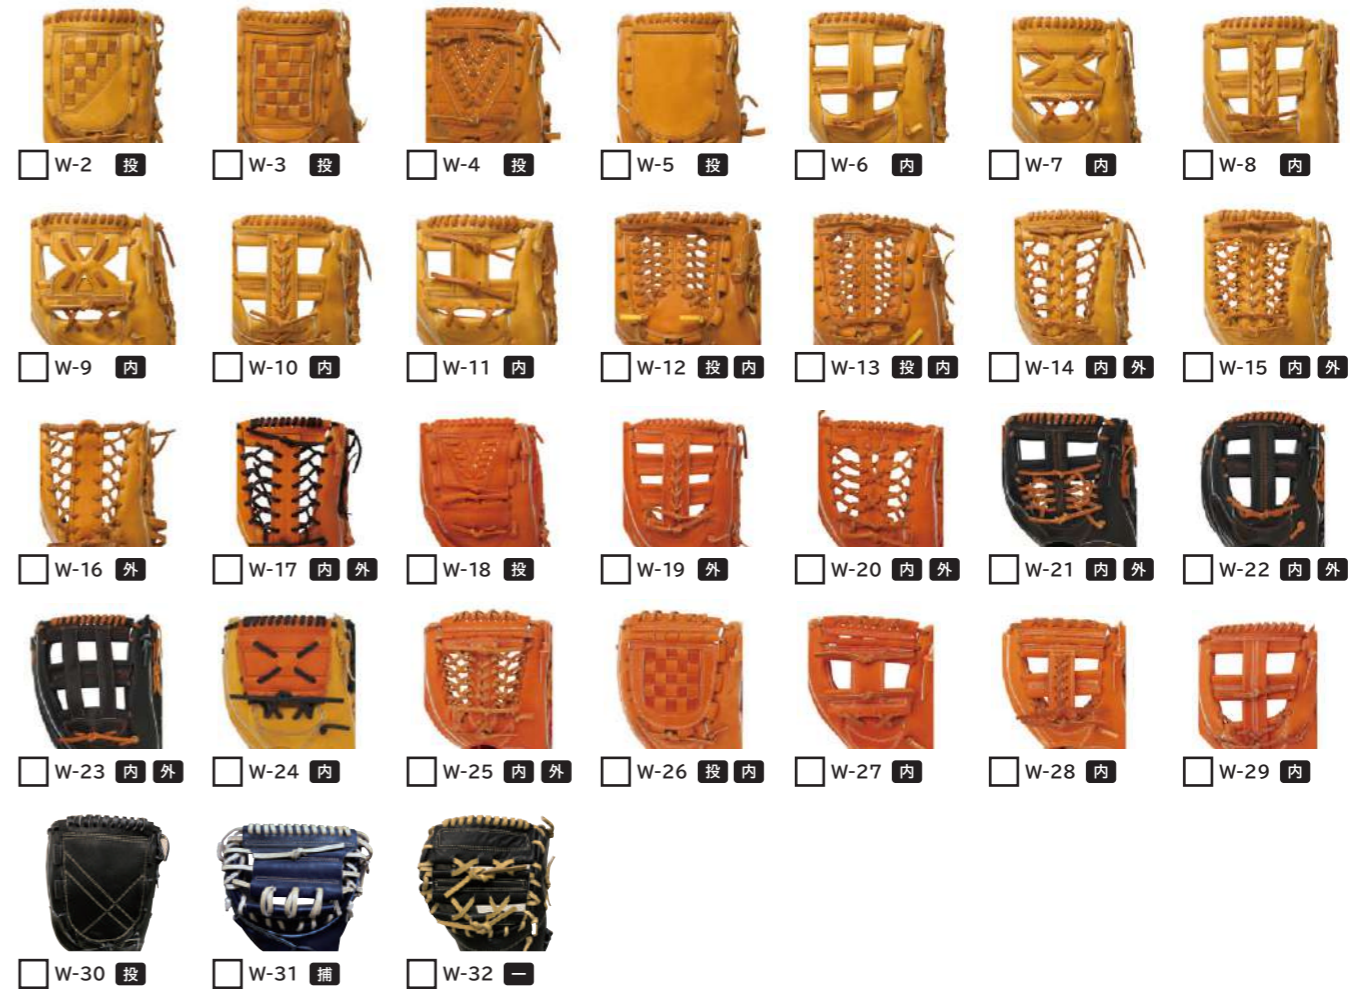 W-2 投 W-3 投 W-4 投 W-5 投 W-6 内 W-7 内 W-8 内
W-9 内 W-10 内 W-11 内 W-12 投 内 W-13 投 内 W-14 内 外 W-15 内 外
W-16 外 W-17 内 外 W-18 投 W-19 外 W-20 内 外 W-21 内 外 W-22 内 外
W-23 内 外 W-24 内 W-25 内 外 W-26 投 内 W-27 内 W-28 内 W-29 内
W-30 投 W-31 捕 W-32 一